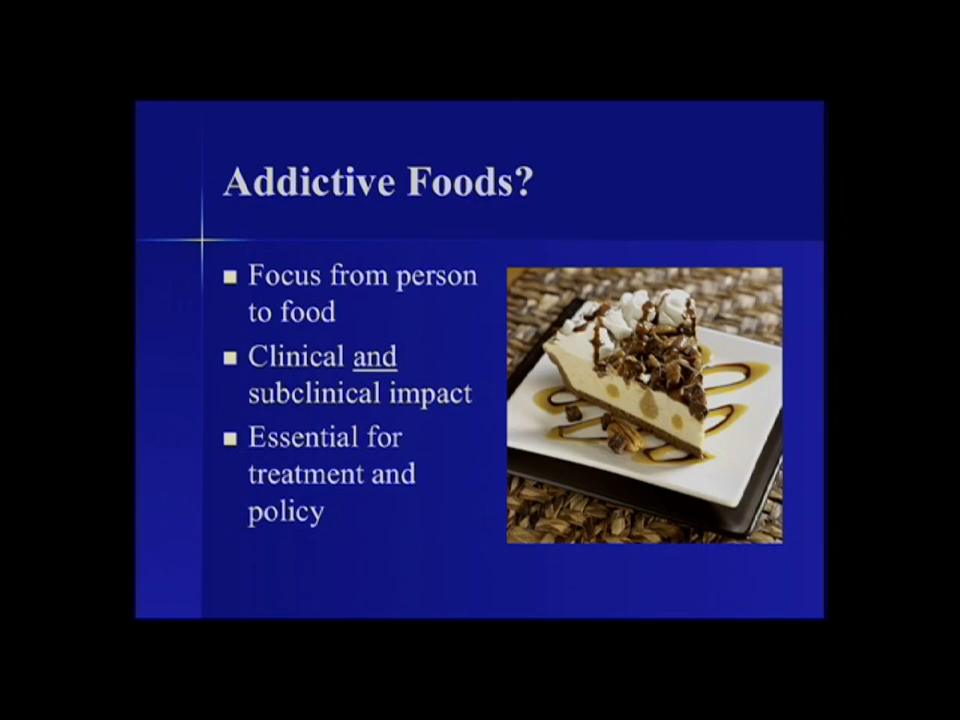 Addictive Foods?
Focus from person
to food
Clinical and
subclinical impact
Essential for
treatment and
policy